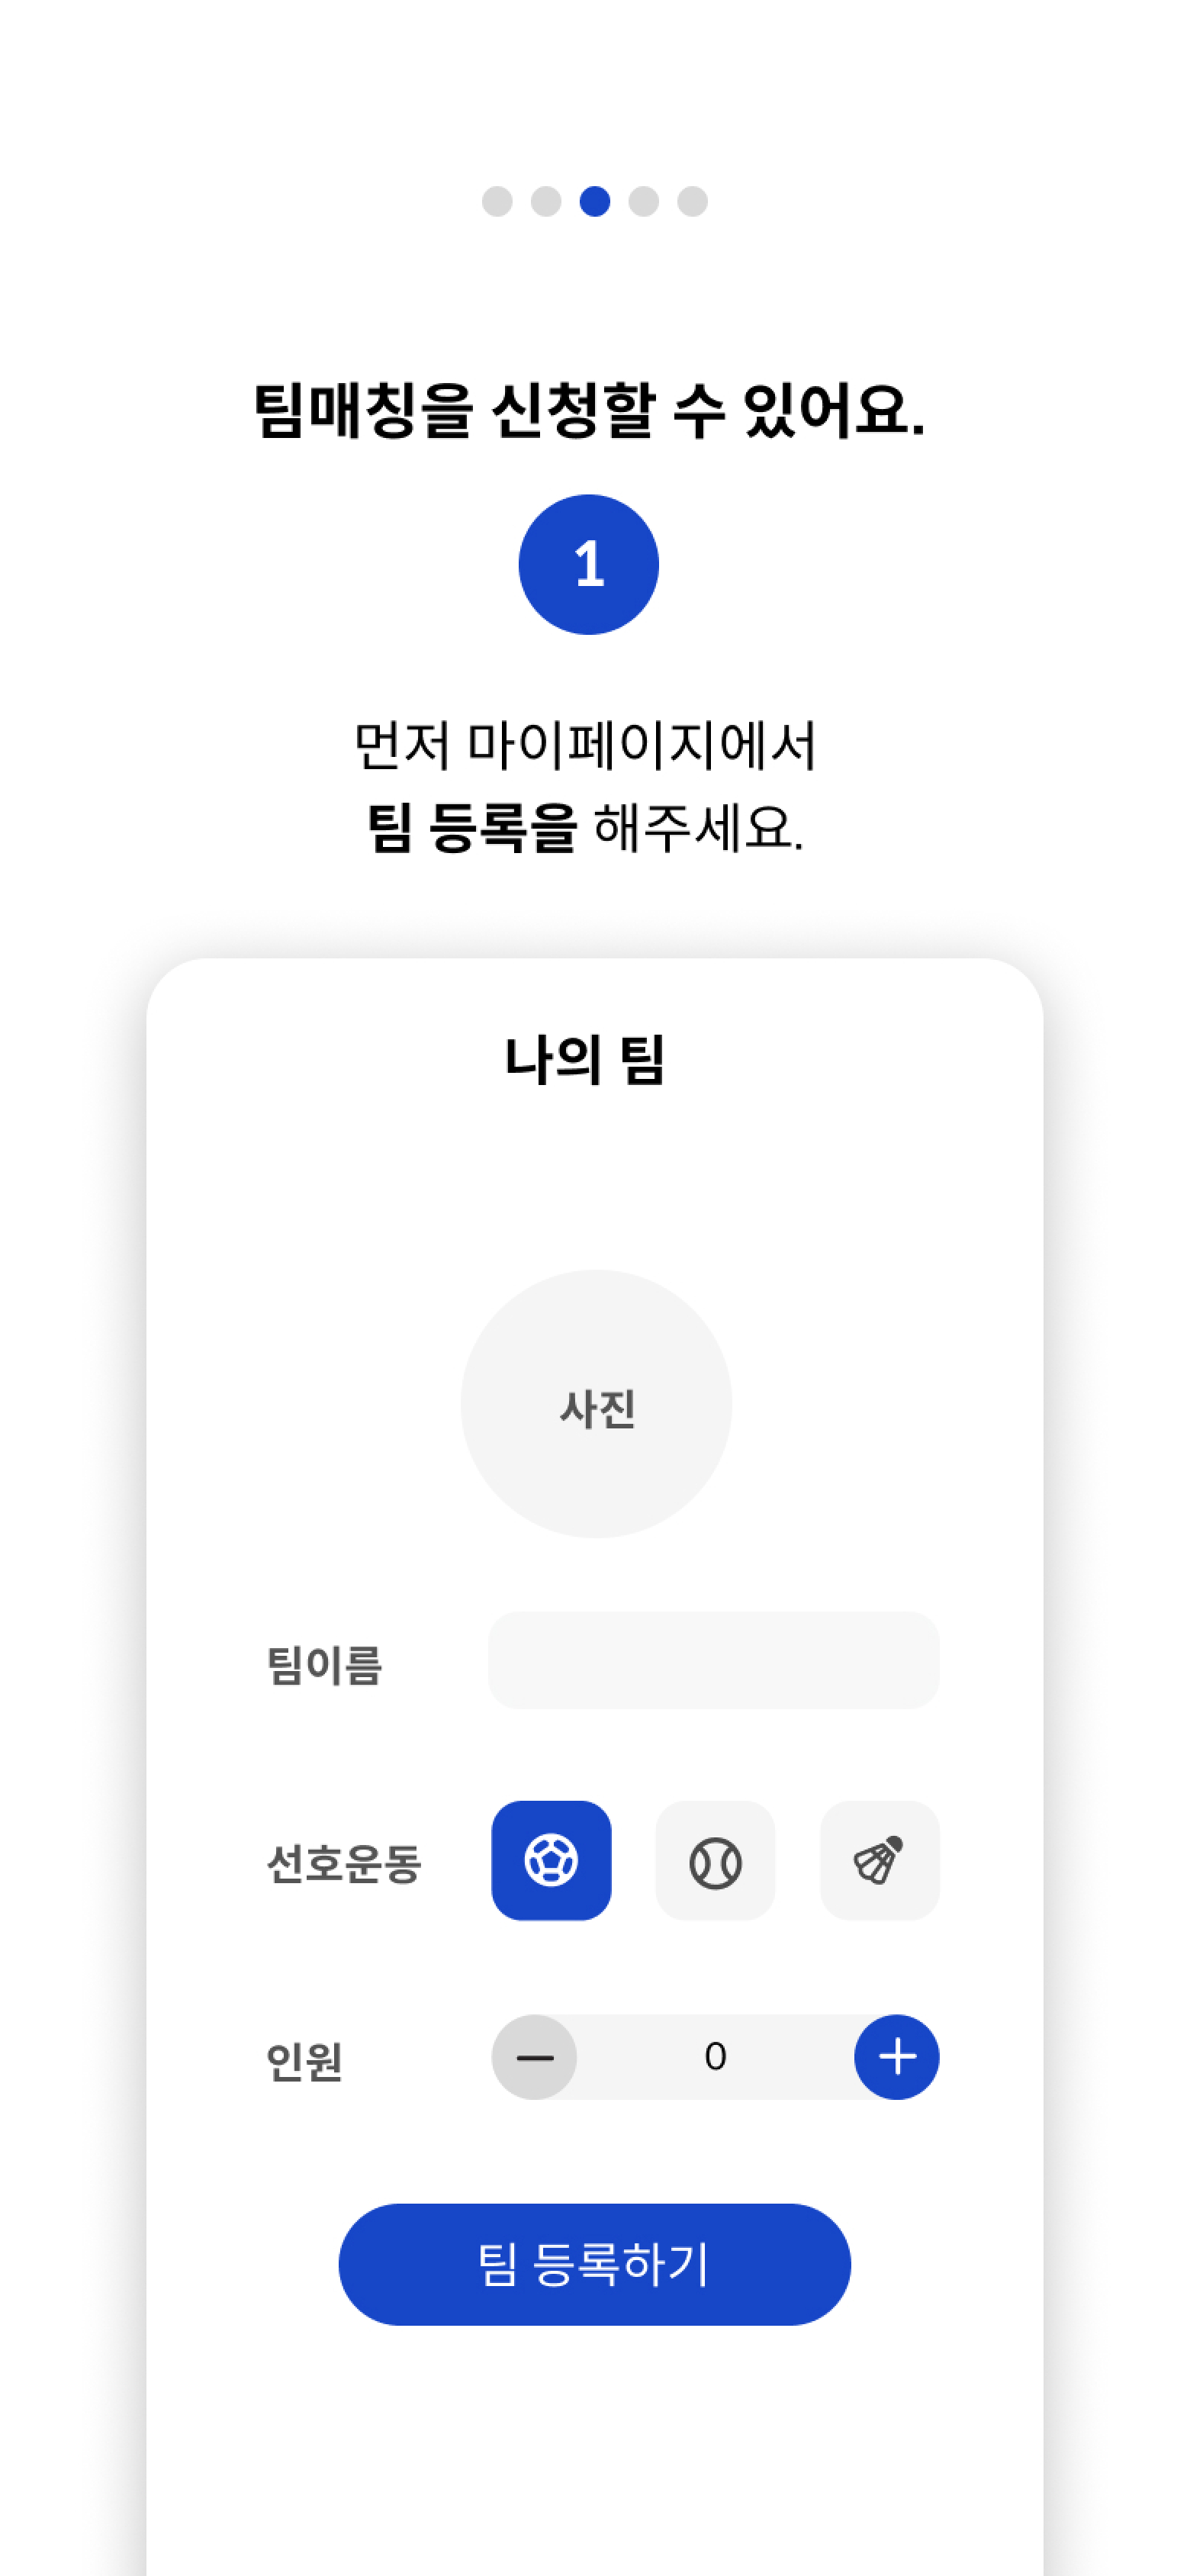 팀매칭을 신청할 수 있어요.
1
먼저 마이페이지에서
팀 등록을 해주세요.
나의 팀
사진
팀이름
선호운동
인원
0
팀 등록하기